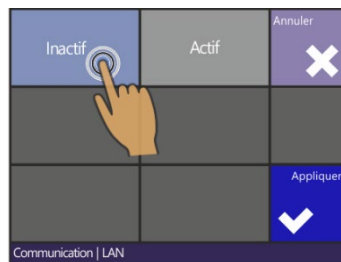 Annuler
Inactif
Actif
Appliquer
Communication | LAN